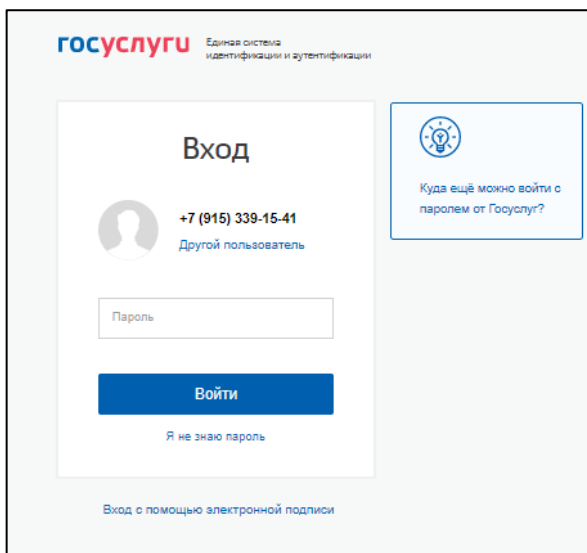 госуслуги
Единая система
идентификации и аутентификации
Вход
+7 (915) 339-15-41
Другой пользователь
Пароль
Войти
Я не знаю пароль
Вход с помощью электронной подписи
Куда ещё можно войти с
паролем от Госуслуг?